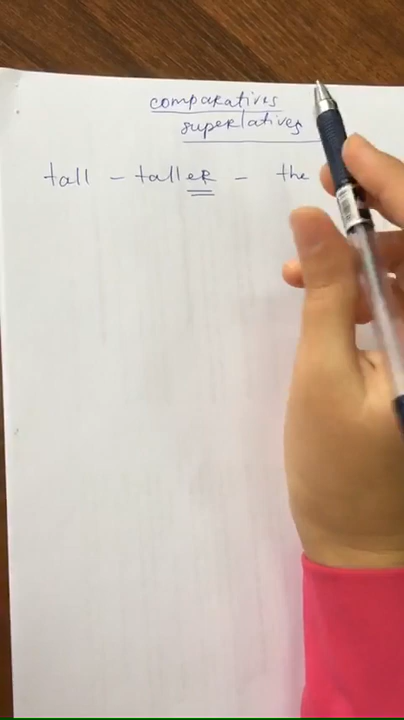 comparatives
superlatives
tall - taller - the